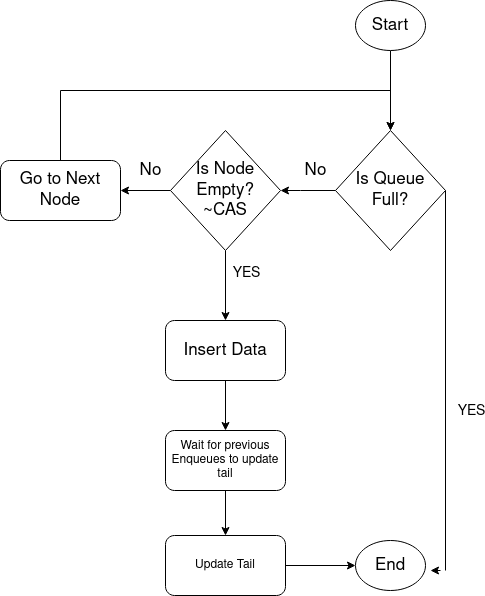 Start
Is Queue
Full?
No
Is Node
Empty?
~CAS
No
Go to Next
Node
YES
Insert Data
Wait for previous
Enqueues to update
tail
Update Tail
YES
End